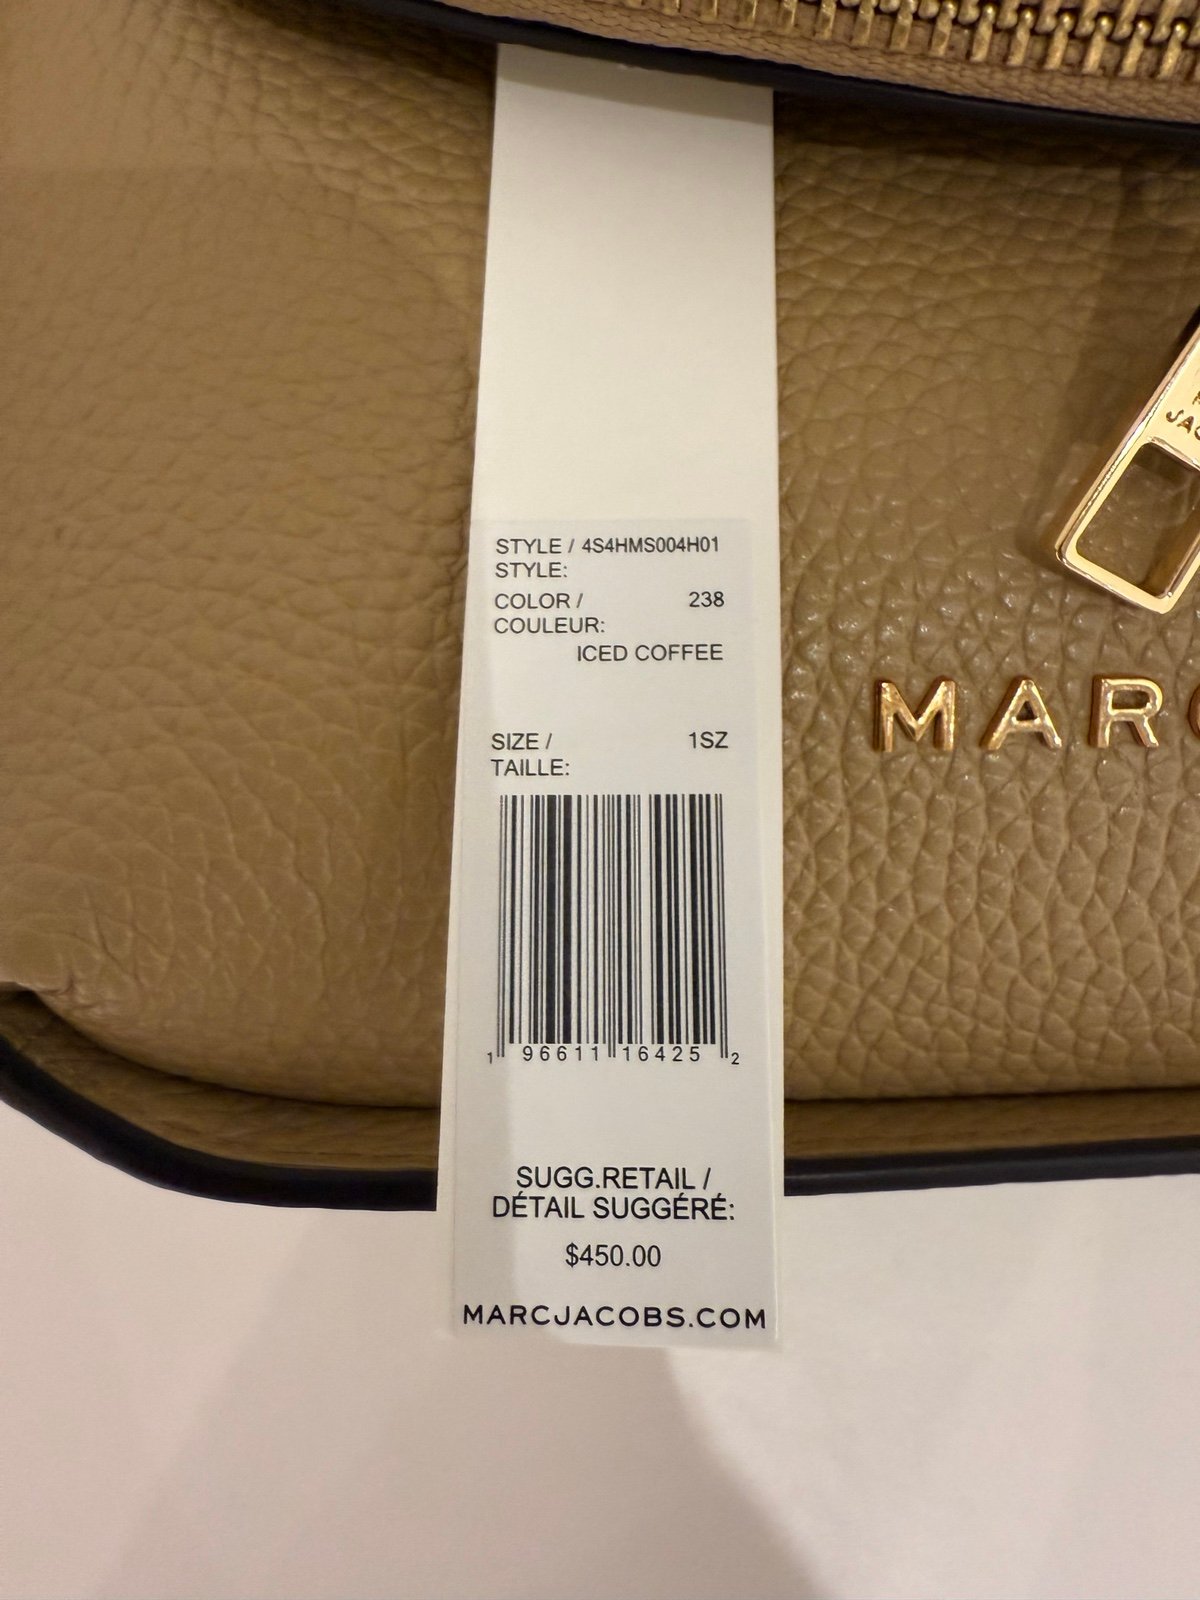 STYLE / 4S4HMS004H01
STYLE:
COLOR / 238
COULEUR:
ICED COFFEE
SIZE / 1SZ
TAILLE:
1 96611 16425 2
SUGG.RETAIL /
DÉTAIL SUGGÉRÉ:
$450.00
MARCJACOBS.COM
MAR